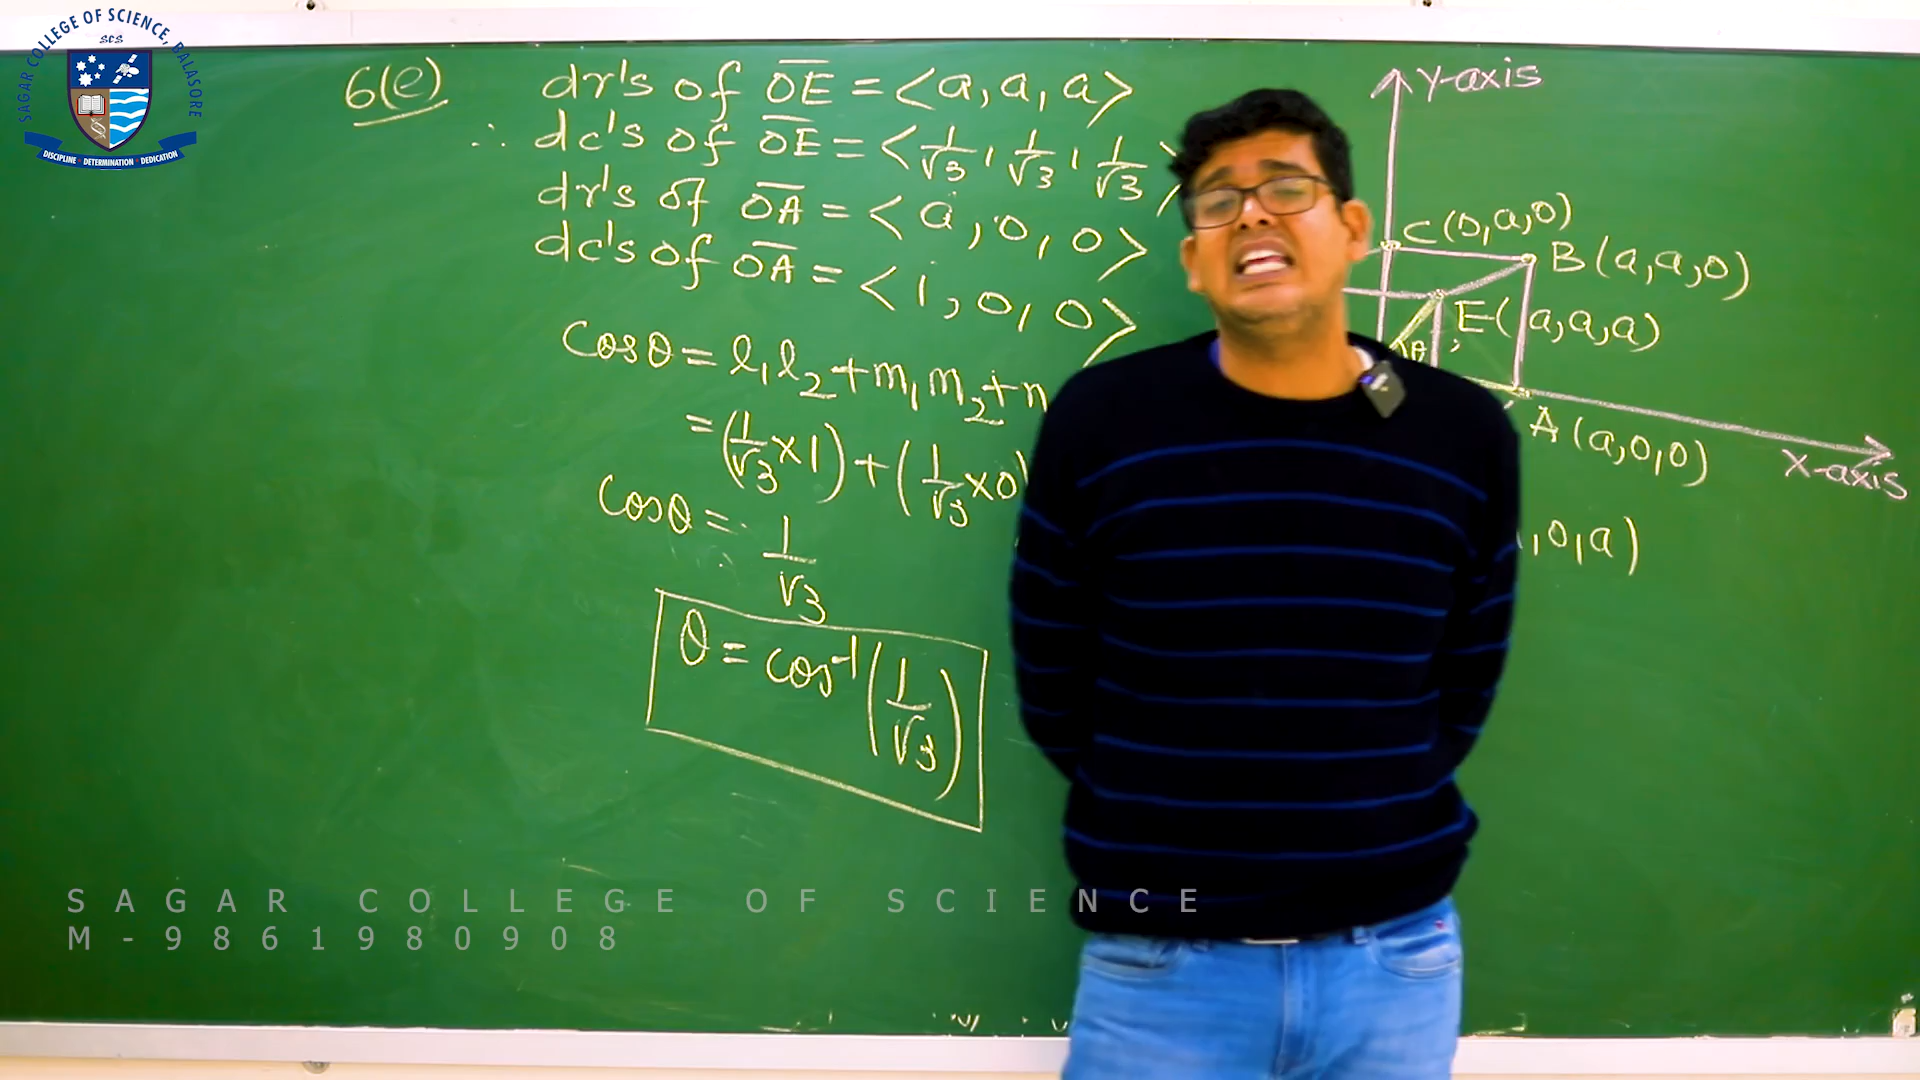 SAGAR COLLEGE OF SCIENCE, BALASORE
SCS
DISCIPLINE - DETERMINATION - DEDICATION
6(e)
dr's of OE = <a, a, a>
∴ dc's of OE = <1/√3, 1/√3, 1/√3>
dr's of OA = <a, 0, 0>
dc's of OA = <1, 0, 0>
cosθ = l₁l₂ + m₁m₂ + n
= (1/√3 × 1) + (1/√3 × 0)
cosθ = 1/√3
θ = cos⁻¹(1/√3)
Y-axis
C(0,a,0)
B(a,a,0)
E(a,a,a)
θ
A(a,0,0)
X-axis
,0,a)
SAGAR COLLEGE OF SCIENCE
M-9861980908